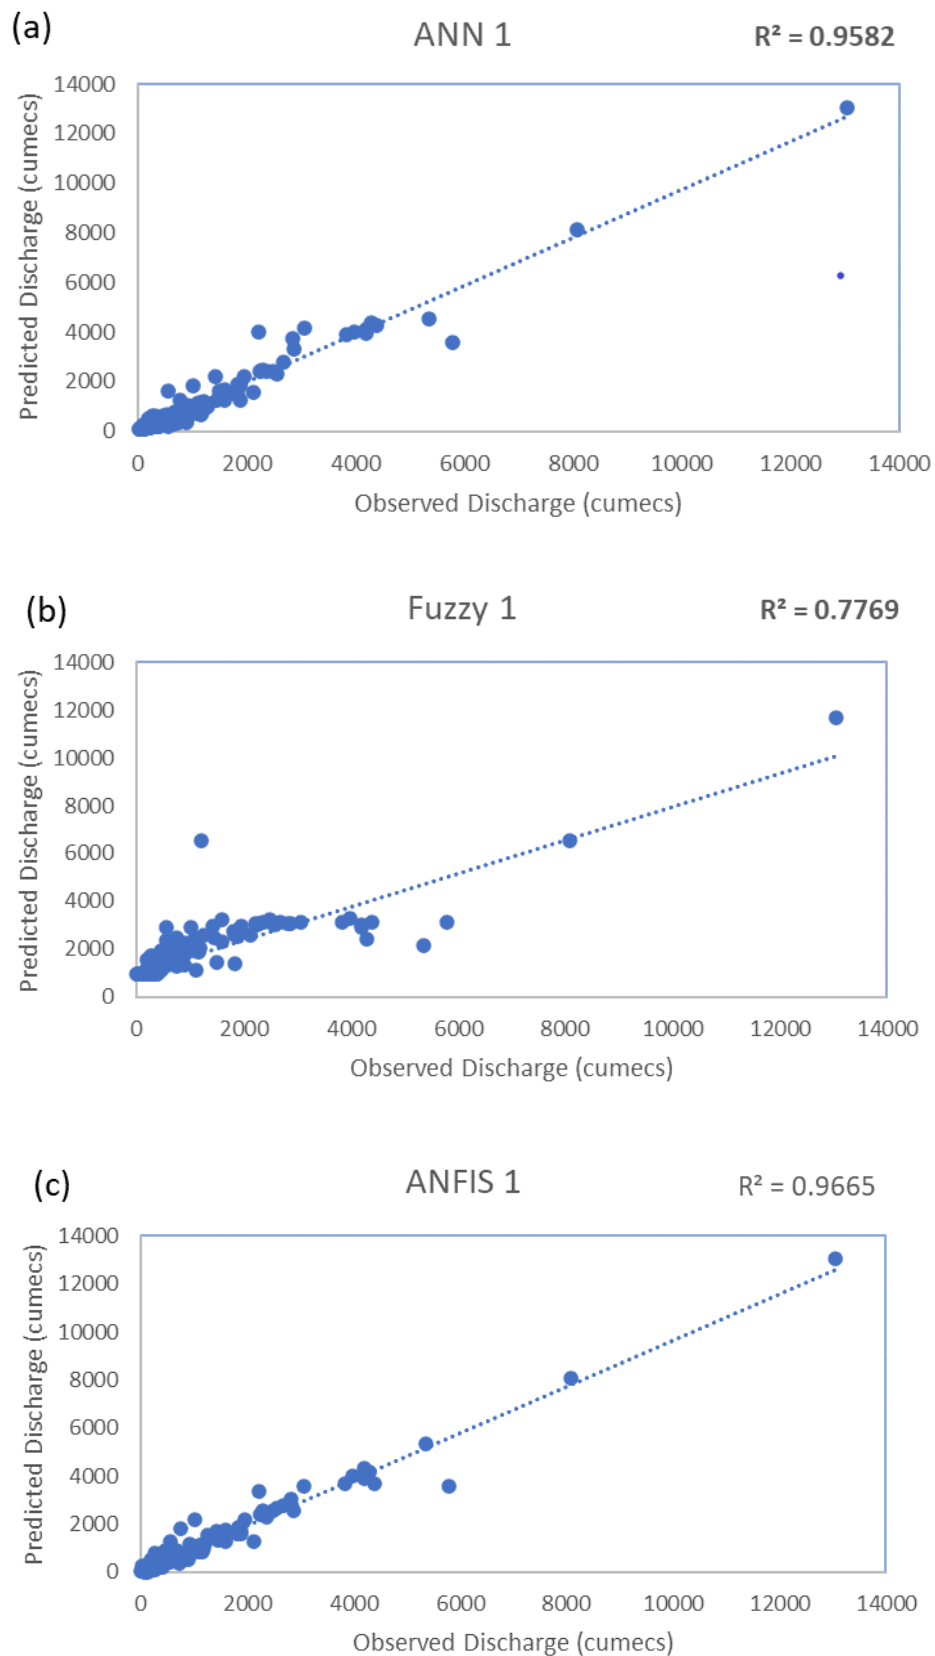 (a)
ANN 1
R² = 0.9582
14000
12000
10000
8000
6000
4000
2000
0
Predicted Discharge (cumecs)
0 2000 4000 6000 8000 10000 12000 14000
Observed Discharge (cumecs)
(b)
Fuzzy 1
R² = 0.7769
14000
12000
10000
8000
6000
4000
2000
0
Predicted Discharge (cumecs)
0 2000 4000 6000 8000 10000 12000 14000
Observed Discharge (cumecs)
(c)
ANFIS 1
R² = 0.9665
14000
12000
10000
8000
6000
4000
2000
0
Predicted Discharge (cumecs)
0 2000 4000 6000 8000 10000 12000 14000
Observed Discharge (cumecs)